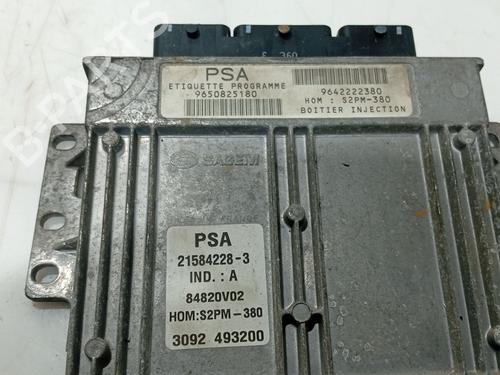 S 360
PSA
ETIQUETTE PROGRAMME
9650825180
9642222380
HOM : S2PM-380
BOITIER INJECTION
SAGEM
PSA
21584228-3
IND. : A
84820V02
HOM:S2PM-380
3092 493200